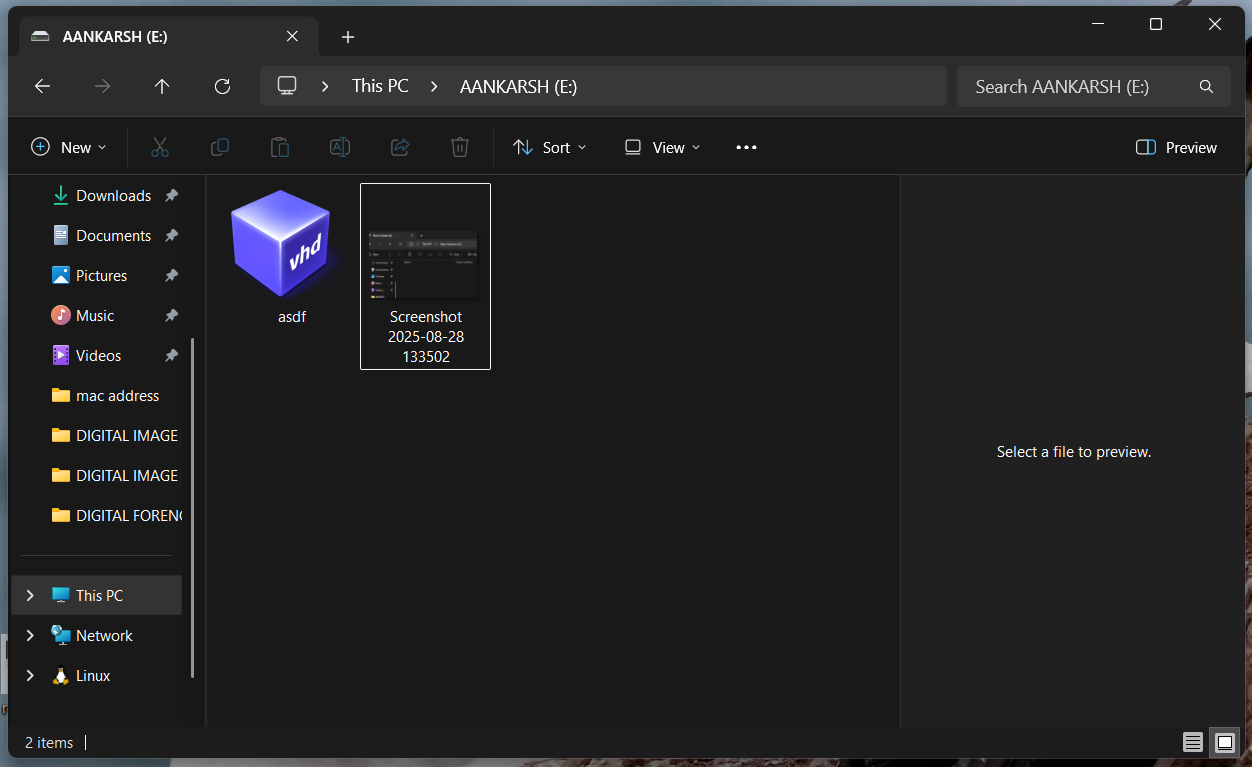 AANKARSH (E:)
This PC
AANKARSH (E:)
Search AANKARSH (E:)
New
Sort
View
Preview
Downloads
Documents
Pictures
Music
Videos
mac address
DIGITAL IMAGE
DIGITAL IMAGE
DIGITAL FOREN
This PC
Network
Linux
vhd
asdf
Screenshot
2025-08-28
133502
Select a file to preview.
2 items